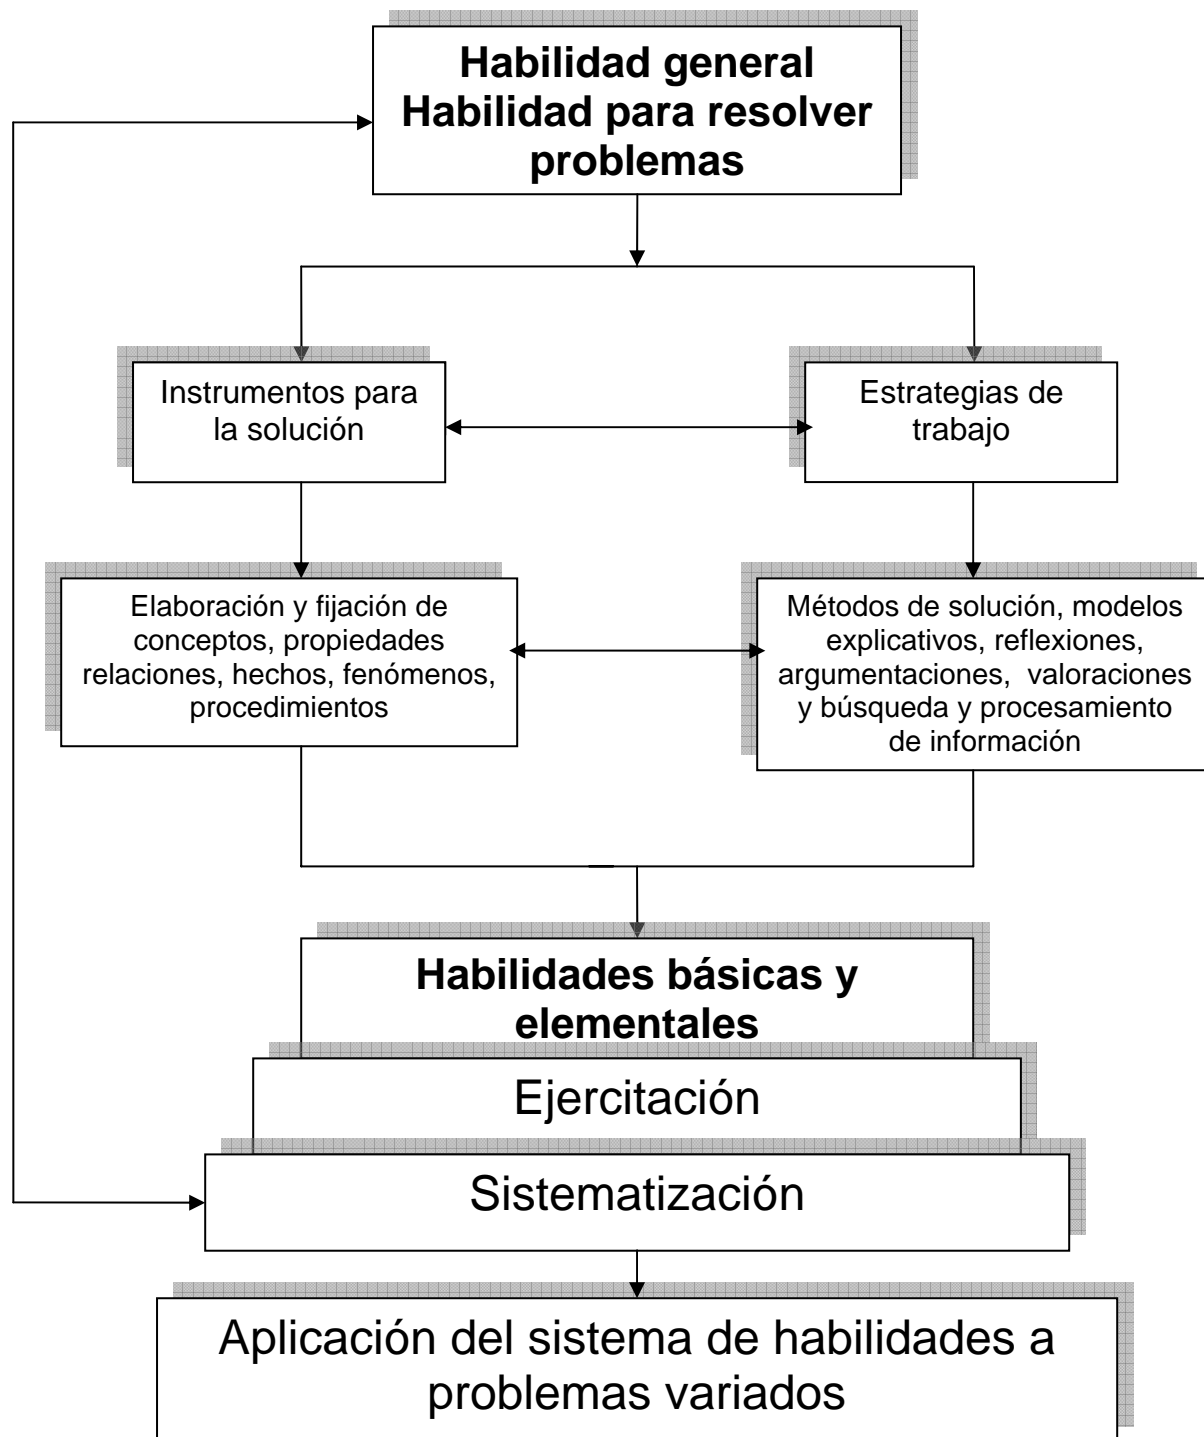 Habilidad general
Habilidad para resolver
problemas
Instrumentos para
la solución
Estrategias de
trabajo
Elaboración y fijación de
conceptos, propiedades
relaciones, hechos, fenómenos,
procedimientos
Métodos de solución, modelos
explicativos, reflexiones,
argumentaciones,  valoraciones
y búsqueda y procesamiento
de información
Habilidades básicas y
elementales
Ejercitación
Sistematización
Aplicación del sistema de habilidades a
problemas variados